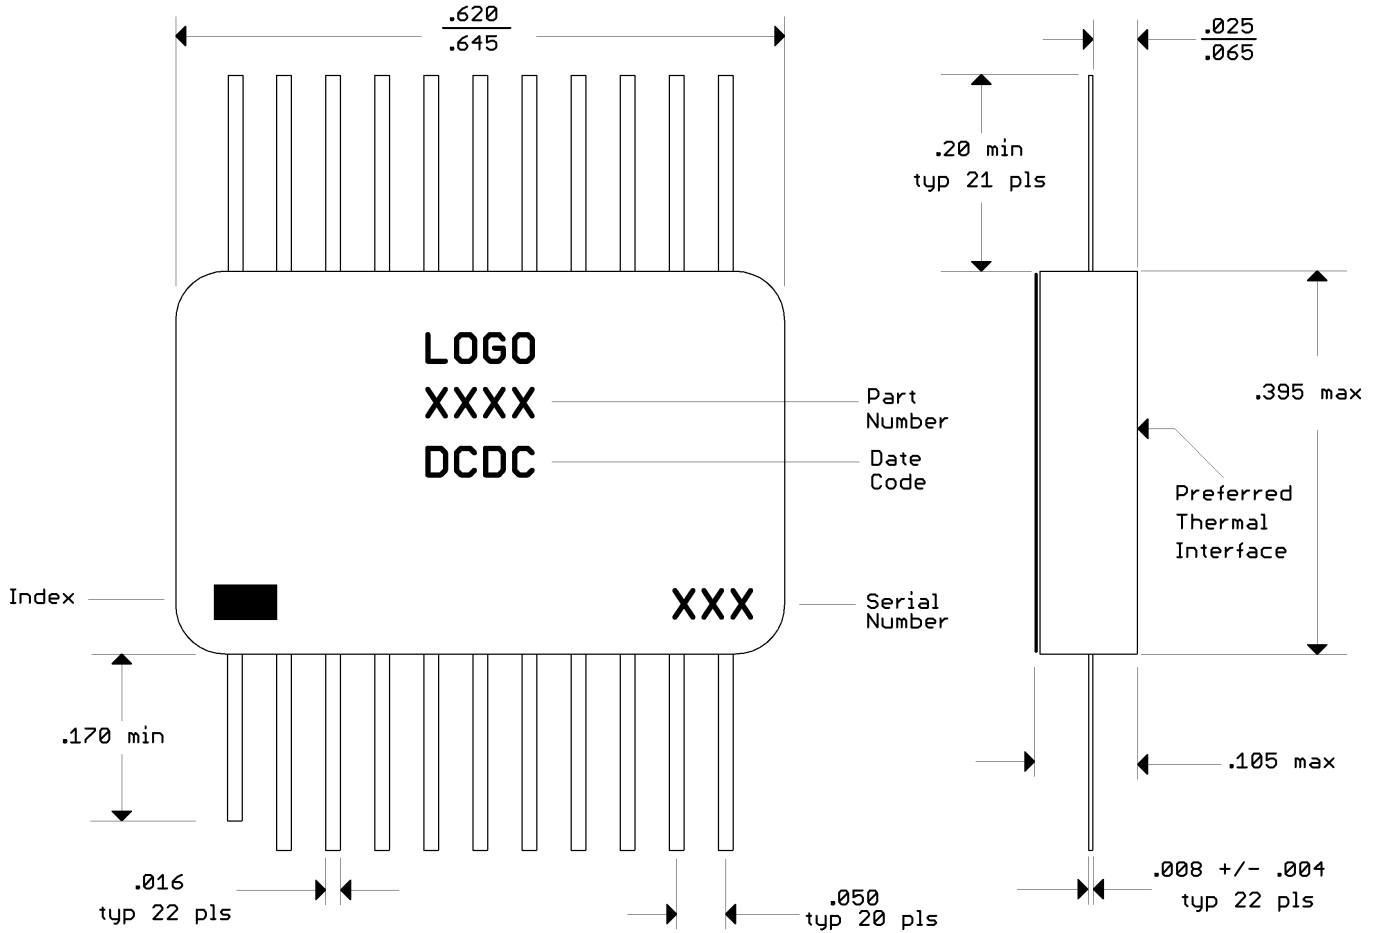 .620
.645
.025
.065
.20 min
typ 21 pls
LOGO
XXXX
DCDC
Part
Number
Date
Code
.395 max
Preferred
Thermal
Interface
Index
XXX
Serial
Number
.170 min
.105 max
.016
typ 22 pls
.050
typ 20 pls
.008 +/- .004
typ 22 pls